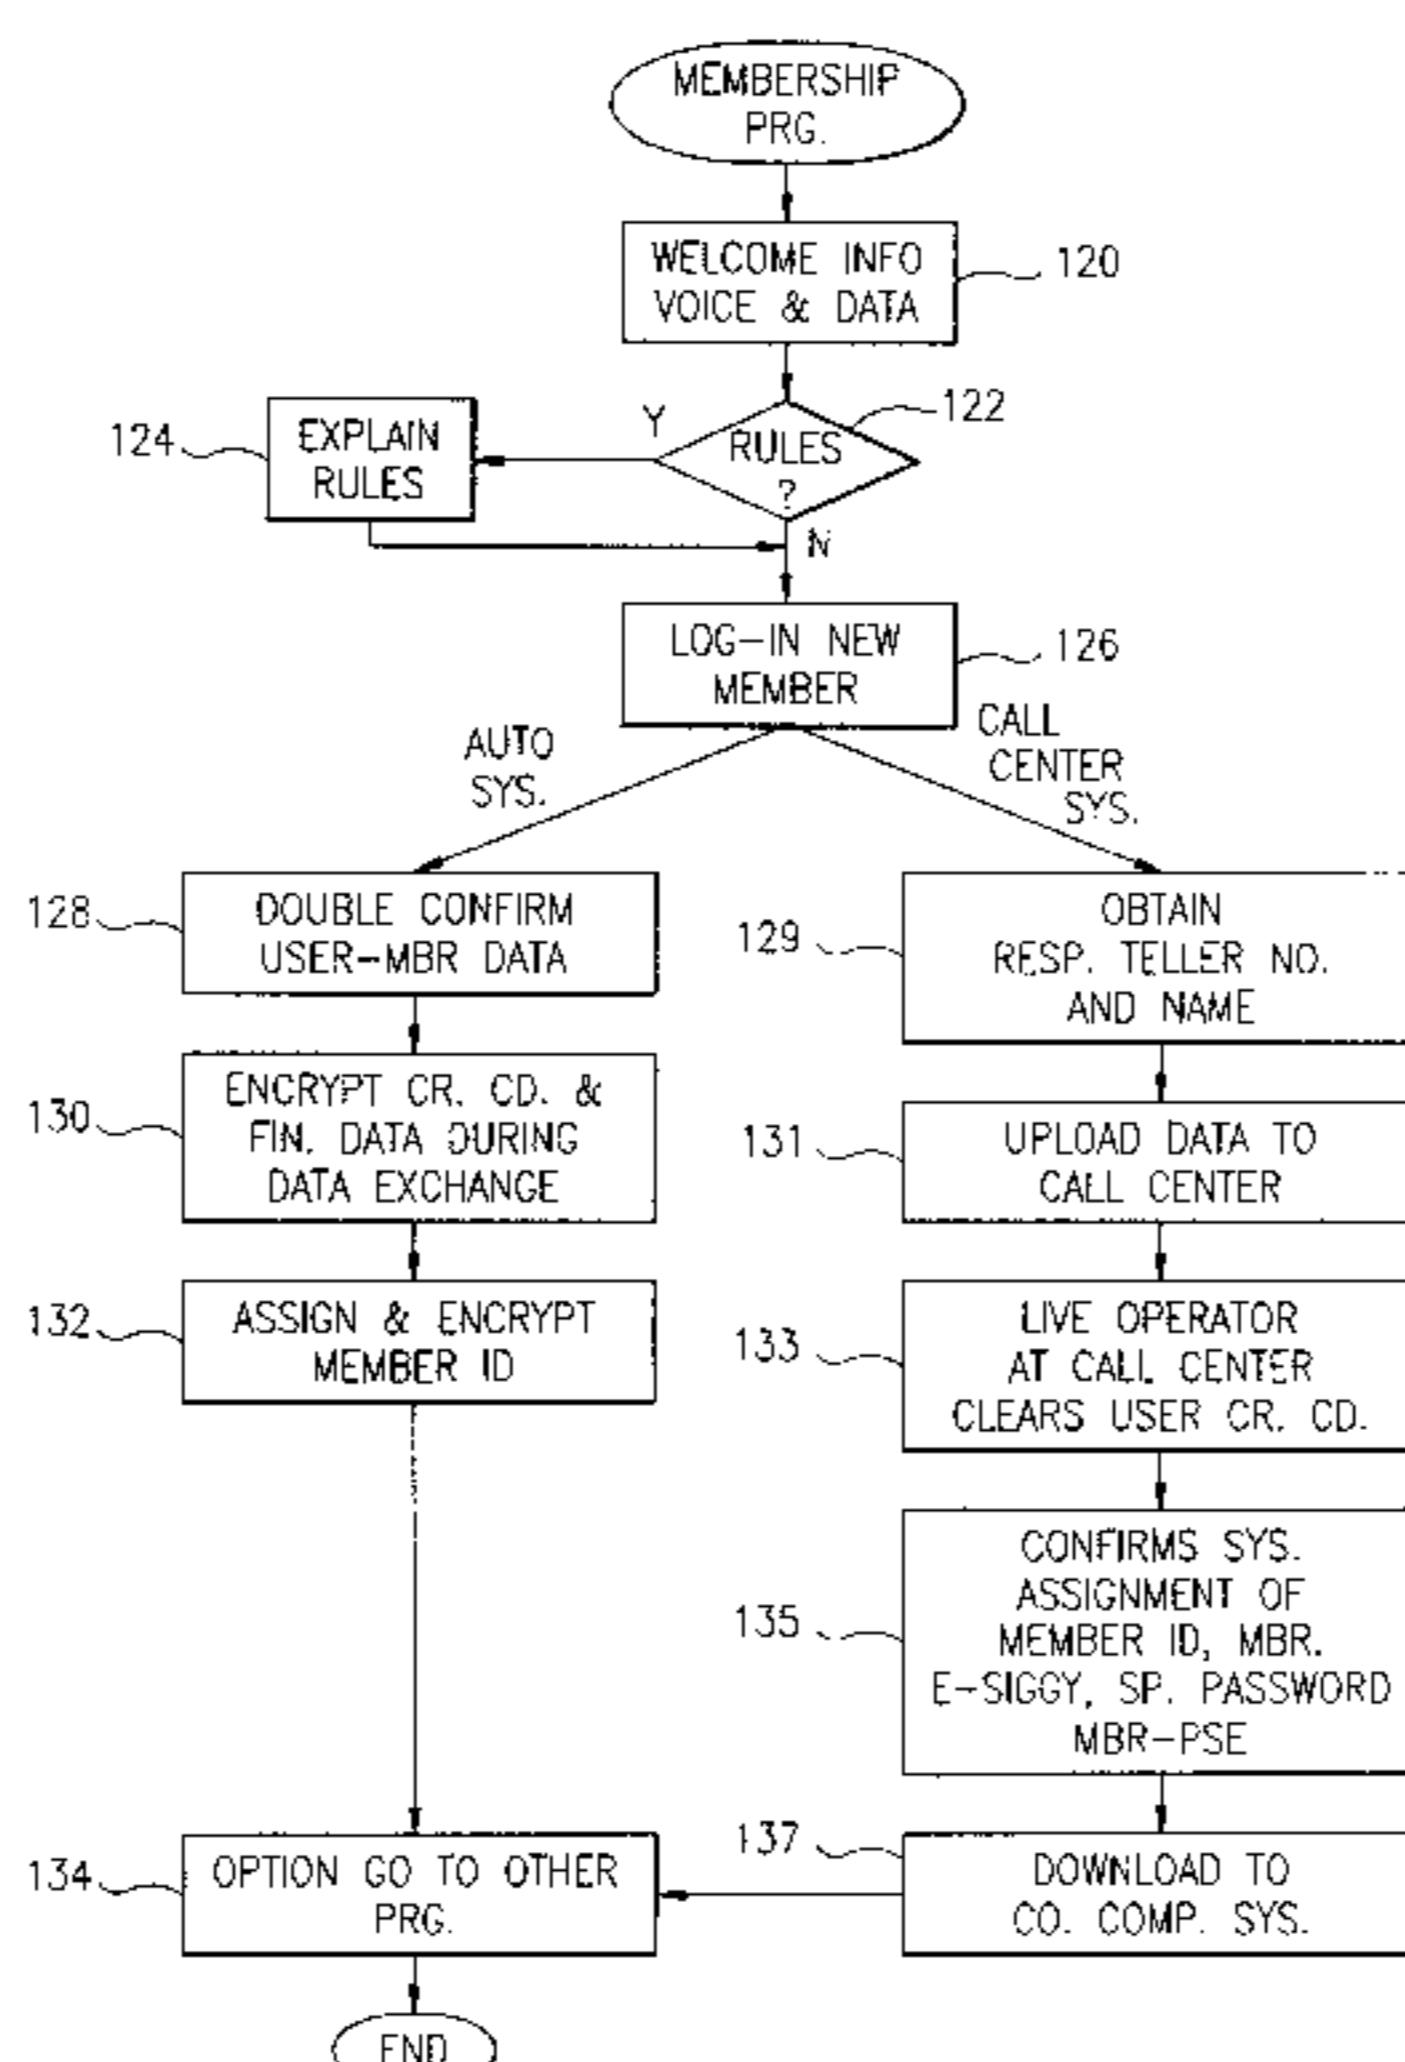 MEMBERSHIP
PRG.
WELCOME INFO
VOICE & DATA
120
RULES
?
122
Y
EXPLAIN
RULES
124
N
LOG-IN NEW
MEMBER
126
AUTO
SYS.
CALL
CENTER
SYS.
128
DOUBLE CONFIRM
USER-MBR DATA
130
ENCRYPT CR. CD. &
FIN. DATA DURING
DATA EXCHANGE
132
ASSIGN & ENCRYPT
MEMBER ID
129
OBTAIN
RESP. TELLER NO.
AND NAME
131
UPLOAD DATA TO
CALL CENTER
133
LIVE OPERATOR
AT CALL CENTER
CLEARS USER CR. CD.
135
CONFIRMS SYS.
ASSIGNMENT OF
MEMBER ID, MBR.
E-SIGGY, SP. PASSWORD
MBR-PSE
137
DOWNLOAD TO
CO. COMP. SYS.
134
OPTION GO TO OTHER
PRG.
END